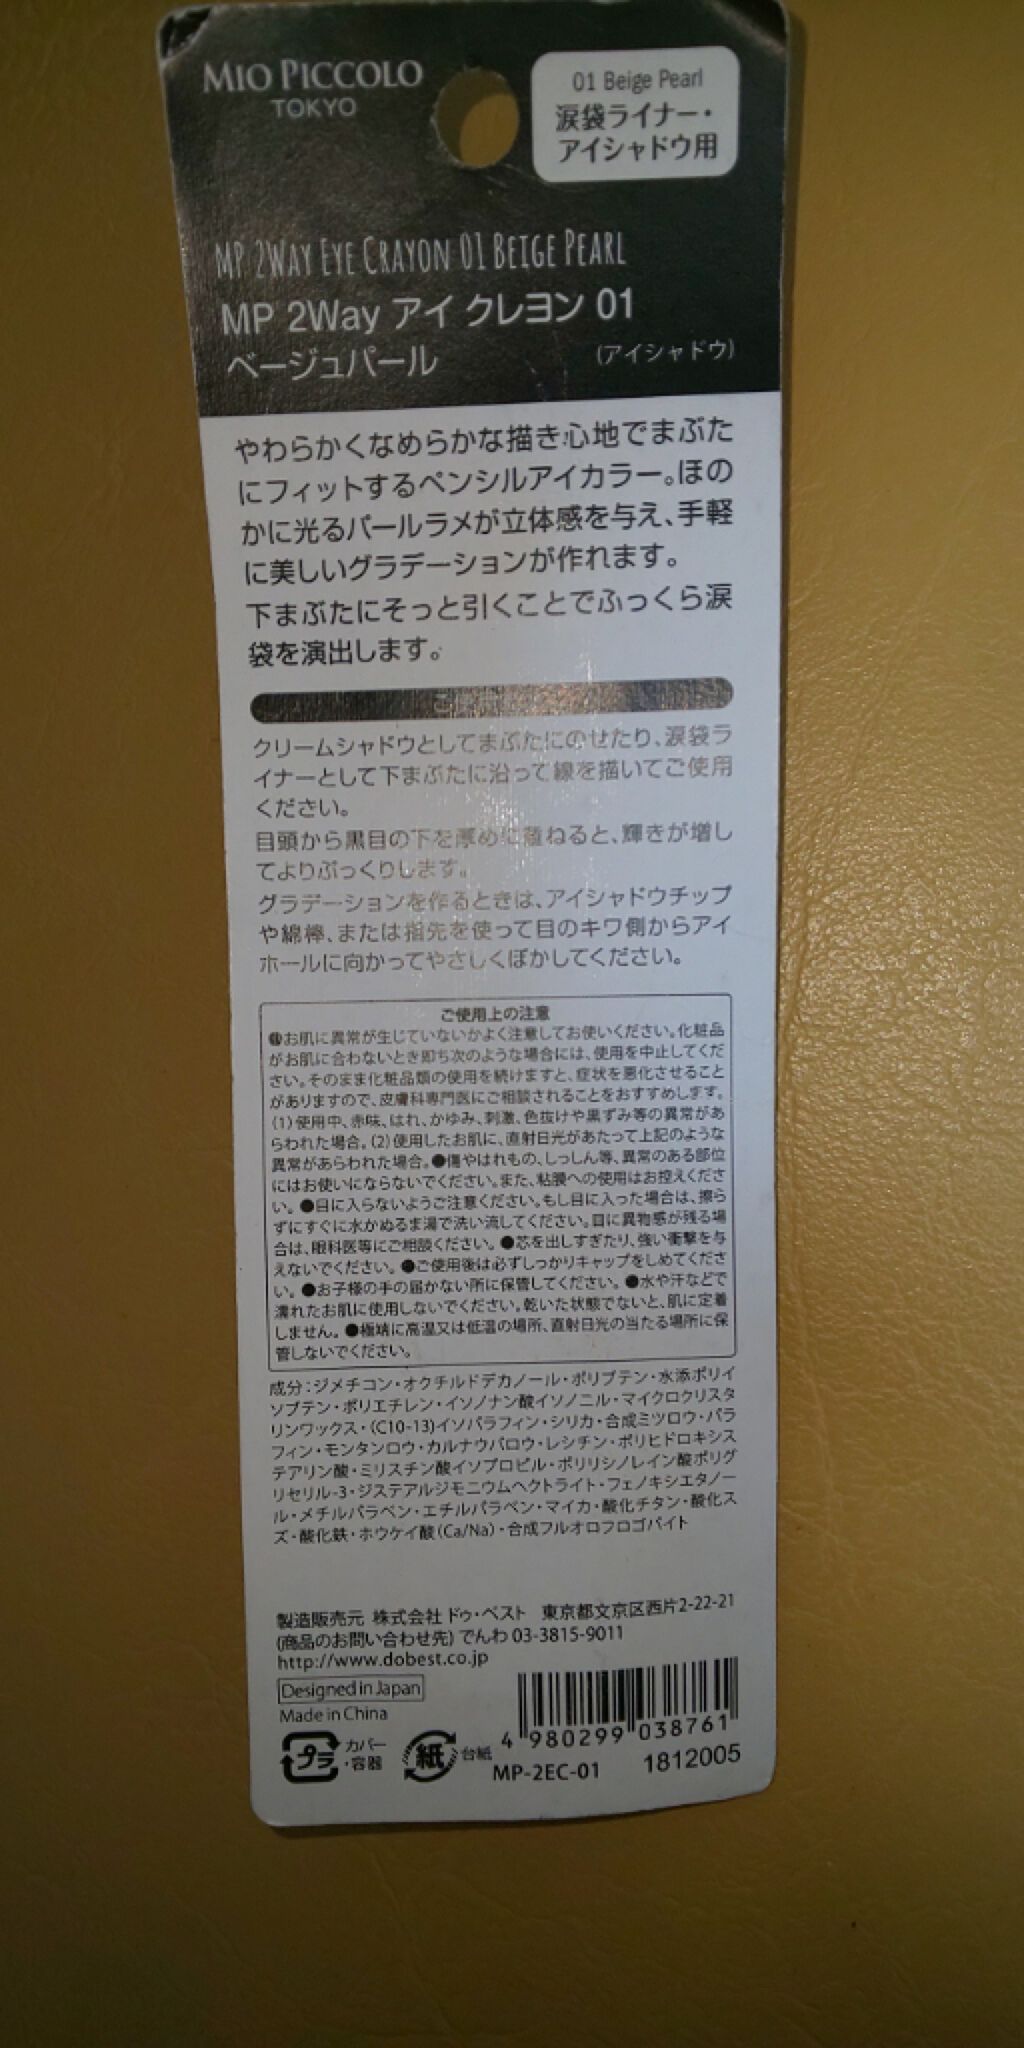 MIO PICCOLO
TOKYO
01 Beige Pearl
涙袋ライナー・
アイシャドウ用
MP 2WAY EYE CRAYON 01 BEIGE PEARL
MP 2Way アイ クレヨン 01
ベージュパール
(アイシャドウ)
やわらかくなめらかな描き心地でまぶた
にフィットするペンシルアイカラー。ほの
かに光るパールラメが立体感を与え、手軽
に美しいグラデーションが作れます。
下まぶたにそっと引くことでふっくら涙
袋を演出します。
クリームシャドウとしてまぶたにのせたり、涙袋ラ
イナーとして下まぶたに沿って線を描いてご使用
ください。
目頭から黒目の下を厚めに重ねると、輝きが増し
てよりぷっくりします。
グラデーションを作るときは、アイシャドウチップ
や綿棒、または指先を使って目のキワ側からアイ
ホールに向かってやさしくぼかしてください。
ご使用上の注意
●お肌に異常が生じていないかよく注意してお使いください。化粧品
がお肌に合わないとき即ち次のような場合には、使用を中止してくだ
さい。そのまま化粧品類の使用を続けますと、症状を悪化させること
がありますので、皮膚科専門医にご相談されることをおすすめします。
(1)使用中、赤味、はれ、かゆみ、刺激、色抜けや黒ずみ等の異常があ
らわれた場合。(2)使用したお肌に、直射日光があたって上記のような
異常があらわれた場合。●傷やはれもの、しっしん等、異常のある部位
にはお使いにならないでください。また、粘膜への使用はお控えくださ
い。●目に入らないようご注意ください。もし目に入った場合は、擦ら
ずにすぐに水かぬるま湯で洗い流してください。目に異物感が残る場
合は、眼科医等にご相談ください。●芯を出しすぎたり、強い衝撃を与
えないでください。●ご使用後は必ずしっかりキャップをしめてくださ
い。●お子様の手の届かない所に保管してください。●水や汗などで
濡れたお肌に使用しないでください。乾いた状態でないと、肌に定着
しません。●極端に高温又は低温の場所、直射日光の当たる場所に保
管しないでください。
成分：ジメチコン・オクチルドデカノール・ポリブテン・水添ポリイ
ソブテン・ポリエチレン・イソノナン酸イソノニル・マイクロクリスタ
リンワックス・(C10-13)イソパラフィン・シリカ・合成ミツロウ・パラ
フィン・モンタンロウ・カルナウバロウ・レシチン・ポリヒドロキシス
テアリン酸・ミリスチン酸イソプロピル・ポリリシノレイン酸ポリグ
リセリル-3・ジステアルジモニウムヘクトライト・フェノキシエタノー
ル・メチルパラベン・エチルパラベン・マイカ・酸化チタン・酸化ス
ズ・酸化鉄・ホウケイ酸(Ca/Na)・合成フルオロフロゴパイト
製造販売元 株式会社 ドゥ・ベスト 東京都文京区西片2-22-21
(商品のお問い合わせ先) でんわ 03-3815-9011
http://www.dobest.co.jp
Designed in Japan
Made in China
プラ カバー・容器
紙 台紙
4 980299 038761
MP-2EC-01 1812005